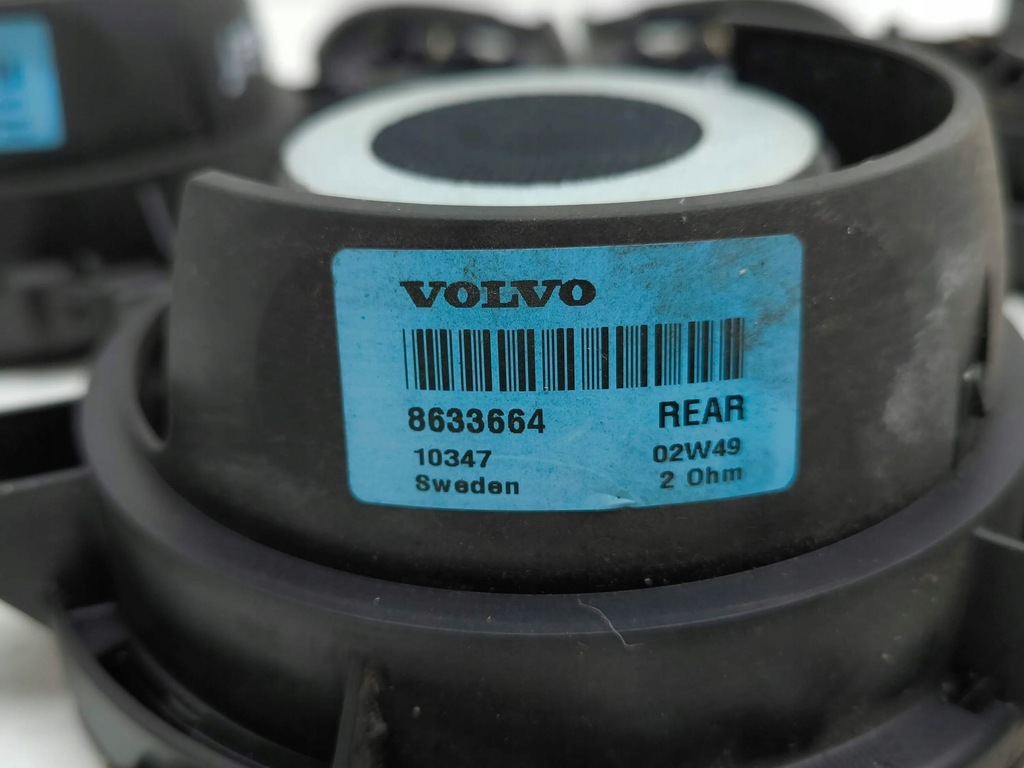 VOLVO
8633664 REAR
10347 02W49
Sweden 2 Ohm